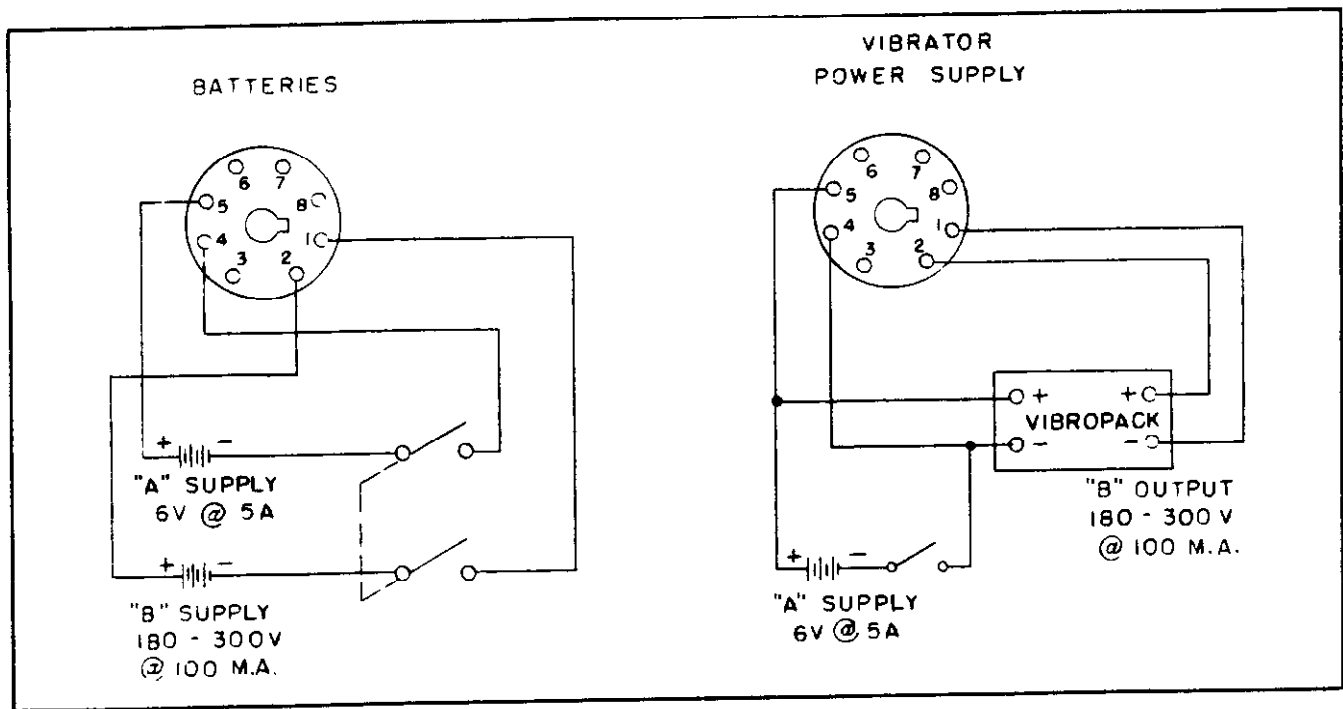 BATTERIES
6
7
5
8
4
1
3
2
+
-
"A" SUPPLY
6V @ 5A
+
-
"B" SUPPLY
180 - 300V
@ 100 M.A.
VIBRATOR
POWER SUPPLY
6
7
5
8
4
1
3
2
+
+
VIBROPACK
-
-
"B" OUTPUT
180 - 300V
@ 100 M.A.
+
-
"A" SUPPLY
6V @ 5A